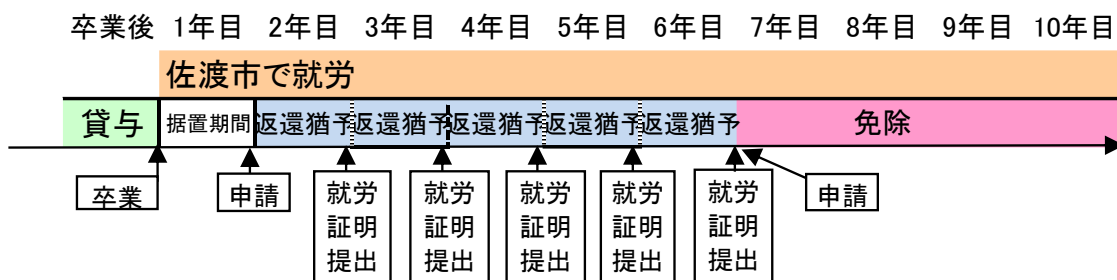 卒業後 1年目 2年目 3年目 4年目 5年目 6年目 7年目 8年目 9年目 10年目
佐渡市で就労
貸与 据置期間 返還猶予 返還猶予 返還猶予 返還猶予 返還猶予 免除
卒業
申請
就労
証明
提出
就労
証明
提出
就労
証明
提出
就労
証明
提出
就労
証明
提出
申請